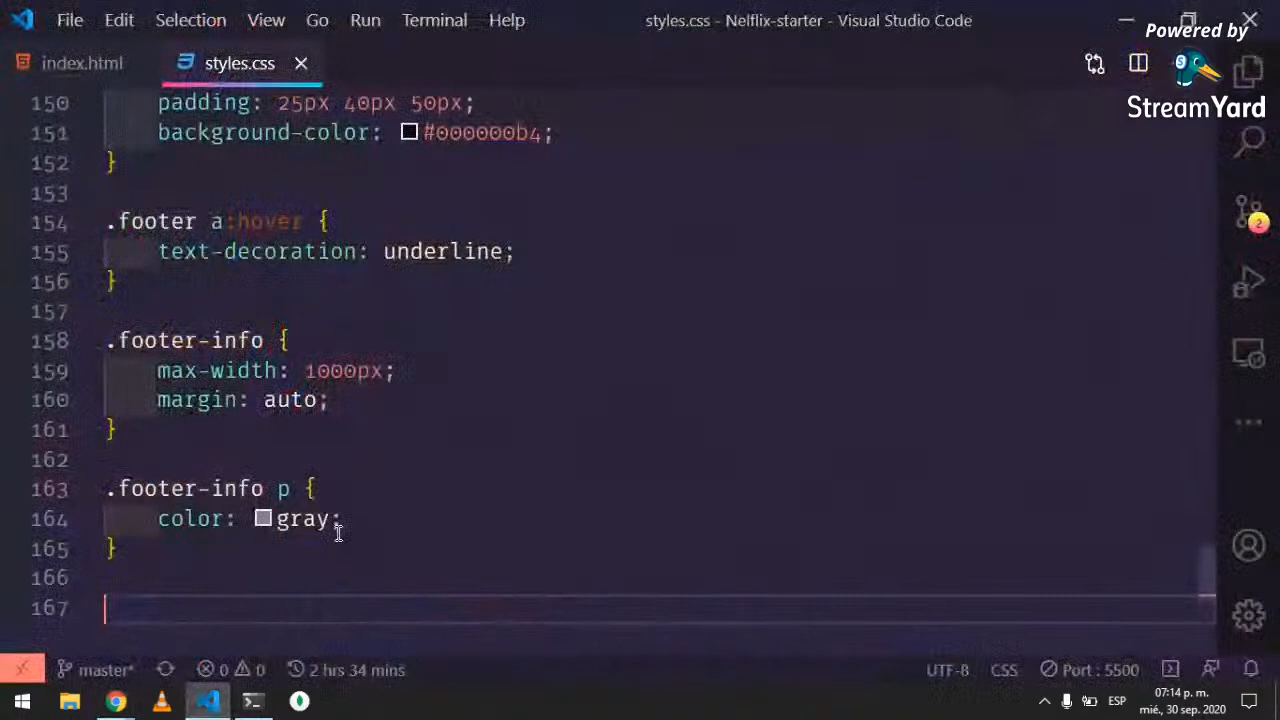 File Edit Selection View Go Run Terminal Help styles.css - Nelflix-starter - Visual Studio Code
Powered by
StreamYard
index.html styles.css
150 padding: 25px 40px 50px;
151 background-color: #000000b4;
152 }
153
154 .footer a:hover {
155 text-decoration: underline;
156 }
157
158 .footer-info {
159 max-width: 1000px;
160 margin: auto;
161 }
162
163 .footer-info p {
164 color: gray;
165 }
166
167
2
master* 0 0 2 hrs 34 mins UTF-8 CSS Port : 5500
ESP 07:14 p. m.
mié, 30 sep. 2020